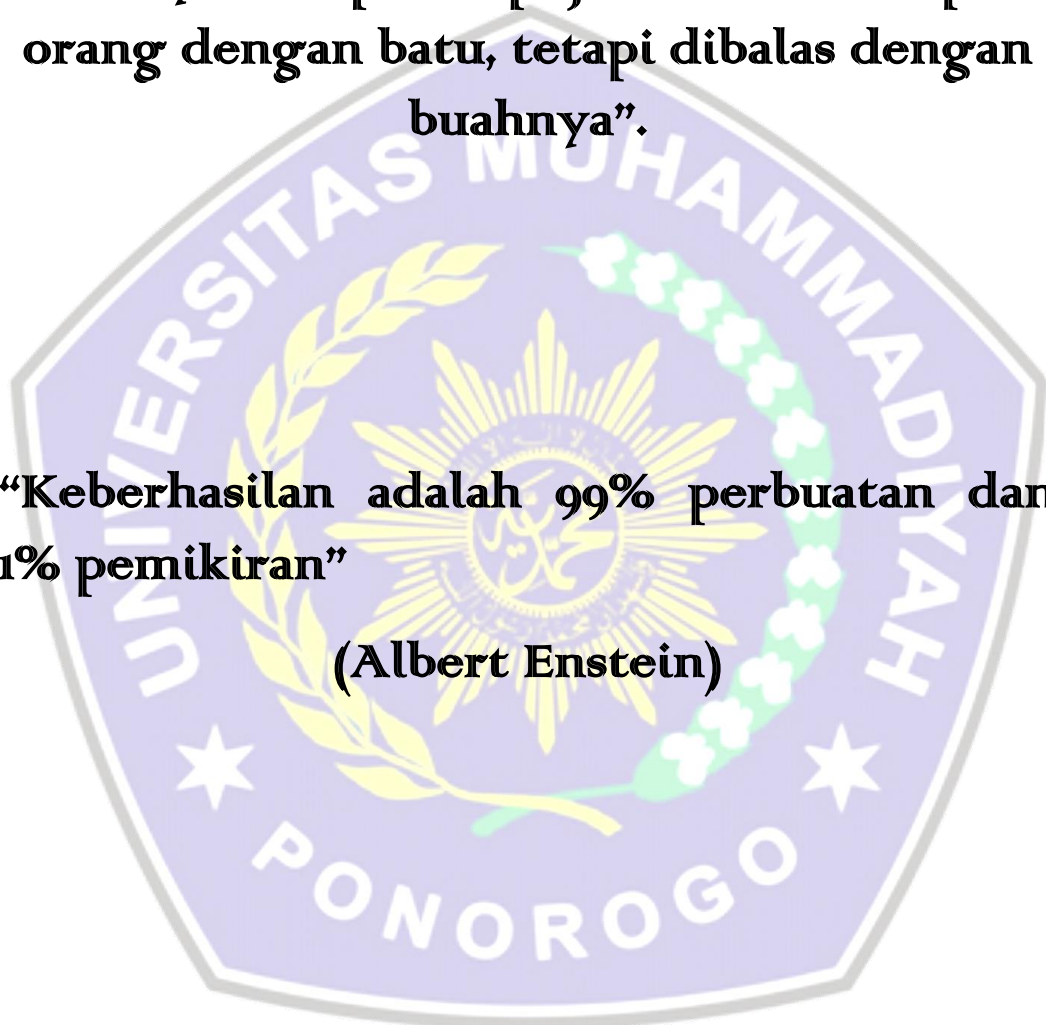 orang dengan batu, tetapi dibalas dengan
buahnya”.
UNIVERSITAS MUHAMMADIYAH
“Keberhasilan adalah 99% perbuatan dan
1% pemikiran”
(Albert Enstein)
PONOROGO